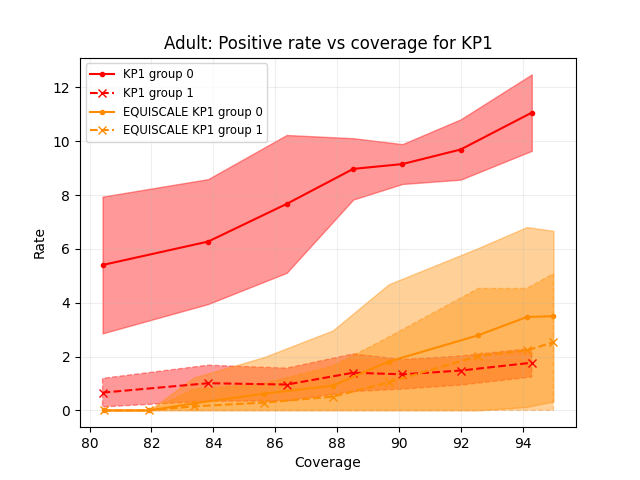 Adult: Positive rate vs coverage for KP1
KP1 group 0
KP1 group 1
EQUISCALE KP1 group 0
EQUISCALE KP1 group 1
12
10
8
6
4
2
0
Rate
80 82 84 86 88 90 92 94
Coverage